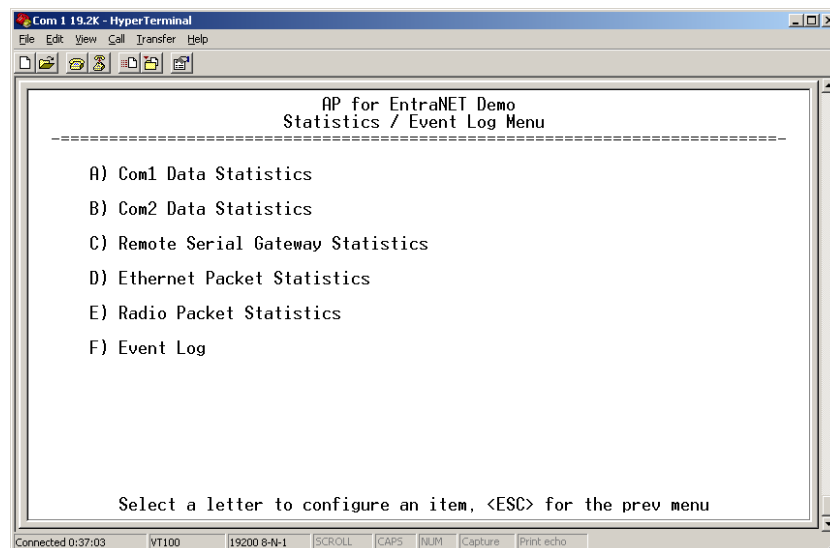 Com 1 19.2K - HyperTerminal
File Edit View Call Transfer Help
AP for EntraNET Demo
Statistics / Event Log Menu
-==========================================================================-
A) Com1 Data Statistics
B) Com2 Data Statistics
C) Remote Serial Gateway Statistics
D) Ethernet Packet Statistics
E) Radio Packet Statistics
F) Event Log
Select a letter to configure an item, <ESC> for the prev menu
Connected 0:37:03 VT100 19200 8-N-1 SCROLL CAPS NUM Capture Print echo